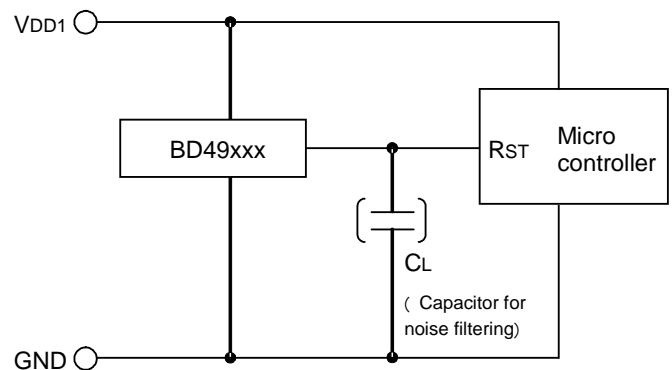 VDD1
BD49xxx
RST
Micro
controller
CL
( Capacitor for
noise filtering)
GND